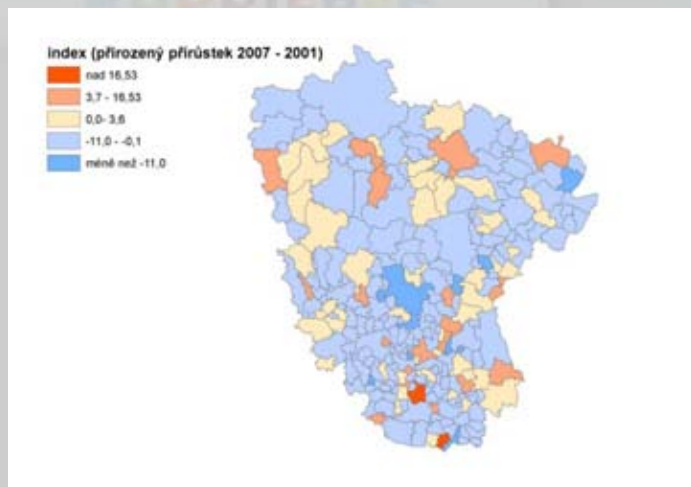 index (přirozený přírůstek 2007 - 2001)
nad 16,53
3,7 - 16,53
0,0- 3,6
-11,0 - -0,1
méně než -11,0